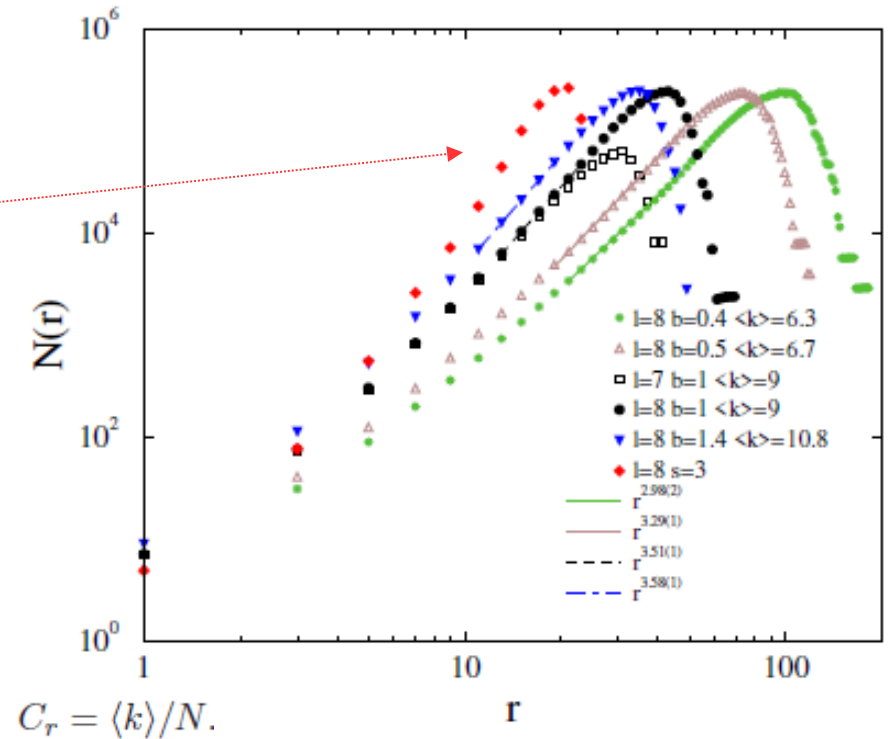 10^6
10^4
10^2
10^0
N(r)
l=8 b=0.4 <k>=6.3
l=8 b=0.5 <k>=6.7
l=7 b=1 <k>=9
l=8 b=1 <k>=9
l=8 b=1.4 <k>=10.8
l=8 s=3
r^2.98(2)
r^3.29(1)
r^3.51(1)
r^3.58(1)
1 10 100
r
C_r = ⟨k⟩/N.